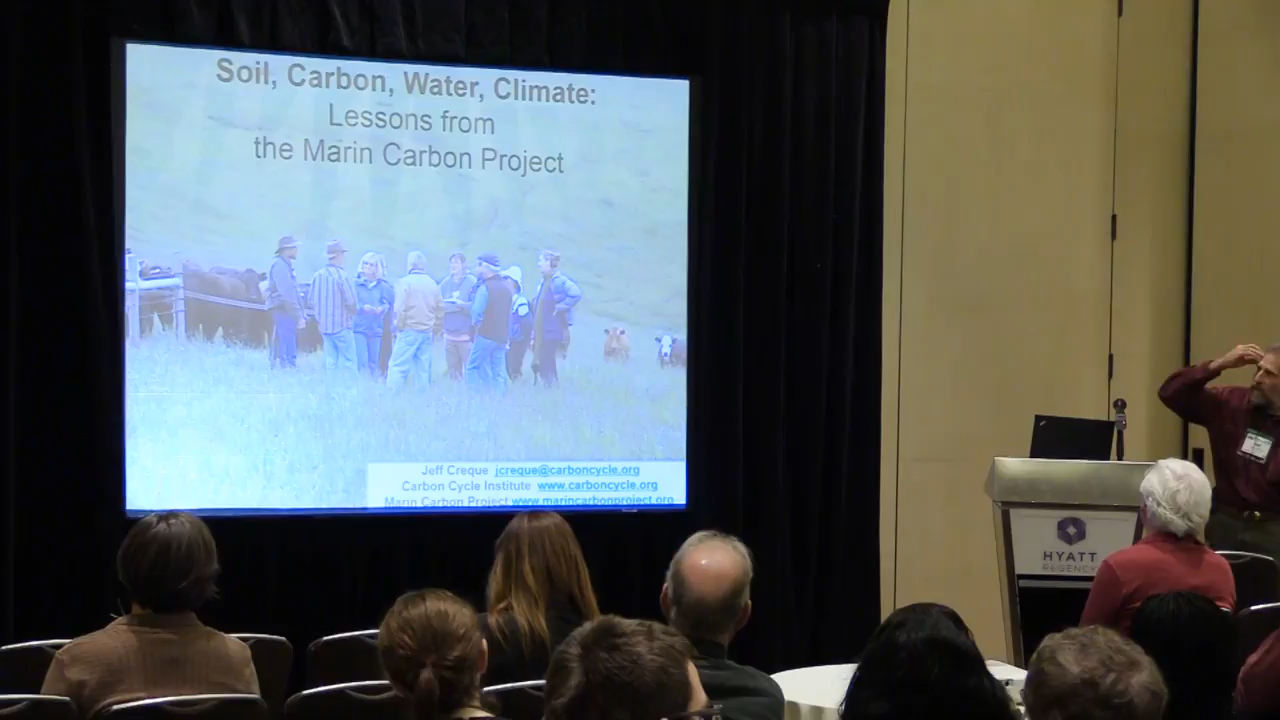 Soil, Carbon, Water, Climate:
Lessons from
the Marin Carbon Project
Jeff Creque jcreque@carboncycle.org
Carbon Cycle Institute www.carboncycle.org
Marin Carbon Project www.marincarbonproject.org
HYATT
REGENCY